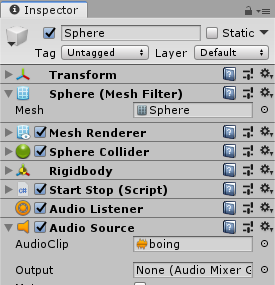 Inspector
Sphere Static
Tag Untagged Layer Default
Transform
Sphere (Mesh Filter)
Mesh Sphere
Mesh Renderer
Sphere Collider
Rigidbody
Start Stop (Script)
Audio Listener
Audio Source
AudioClip boing
Output None (Audio Mixer G